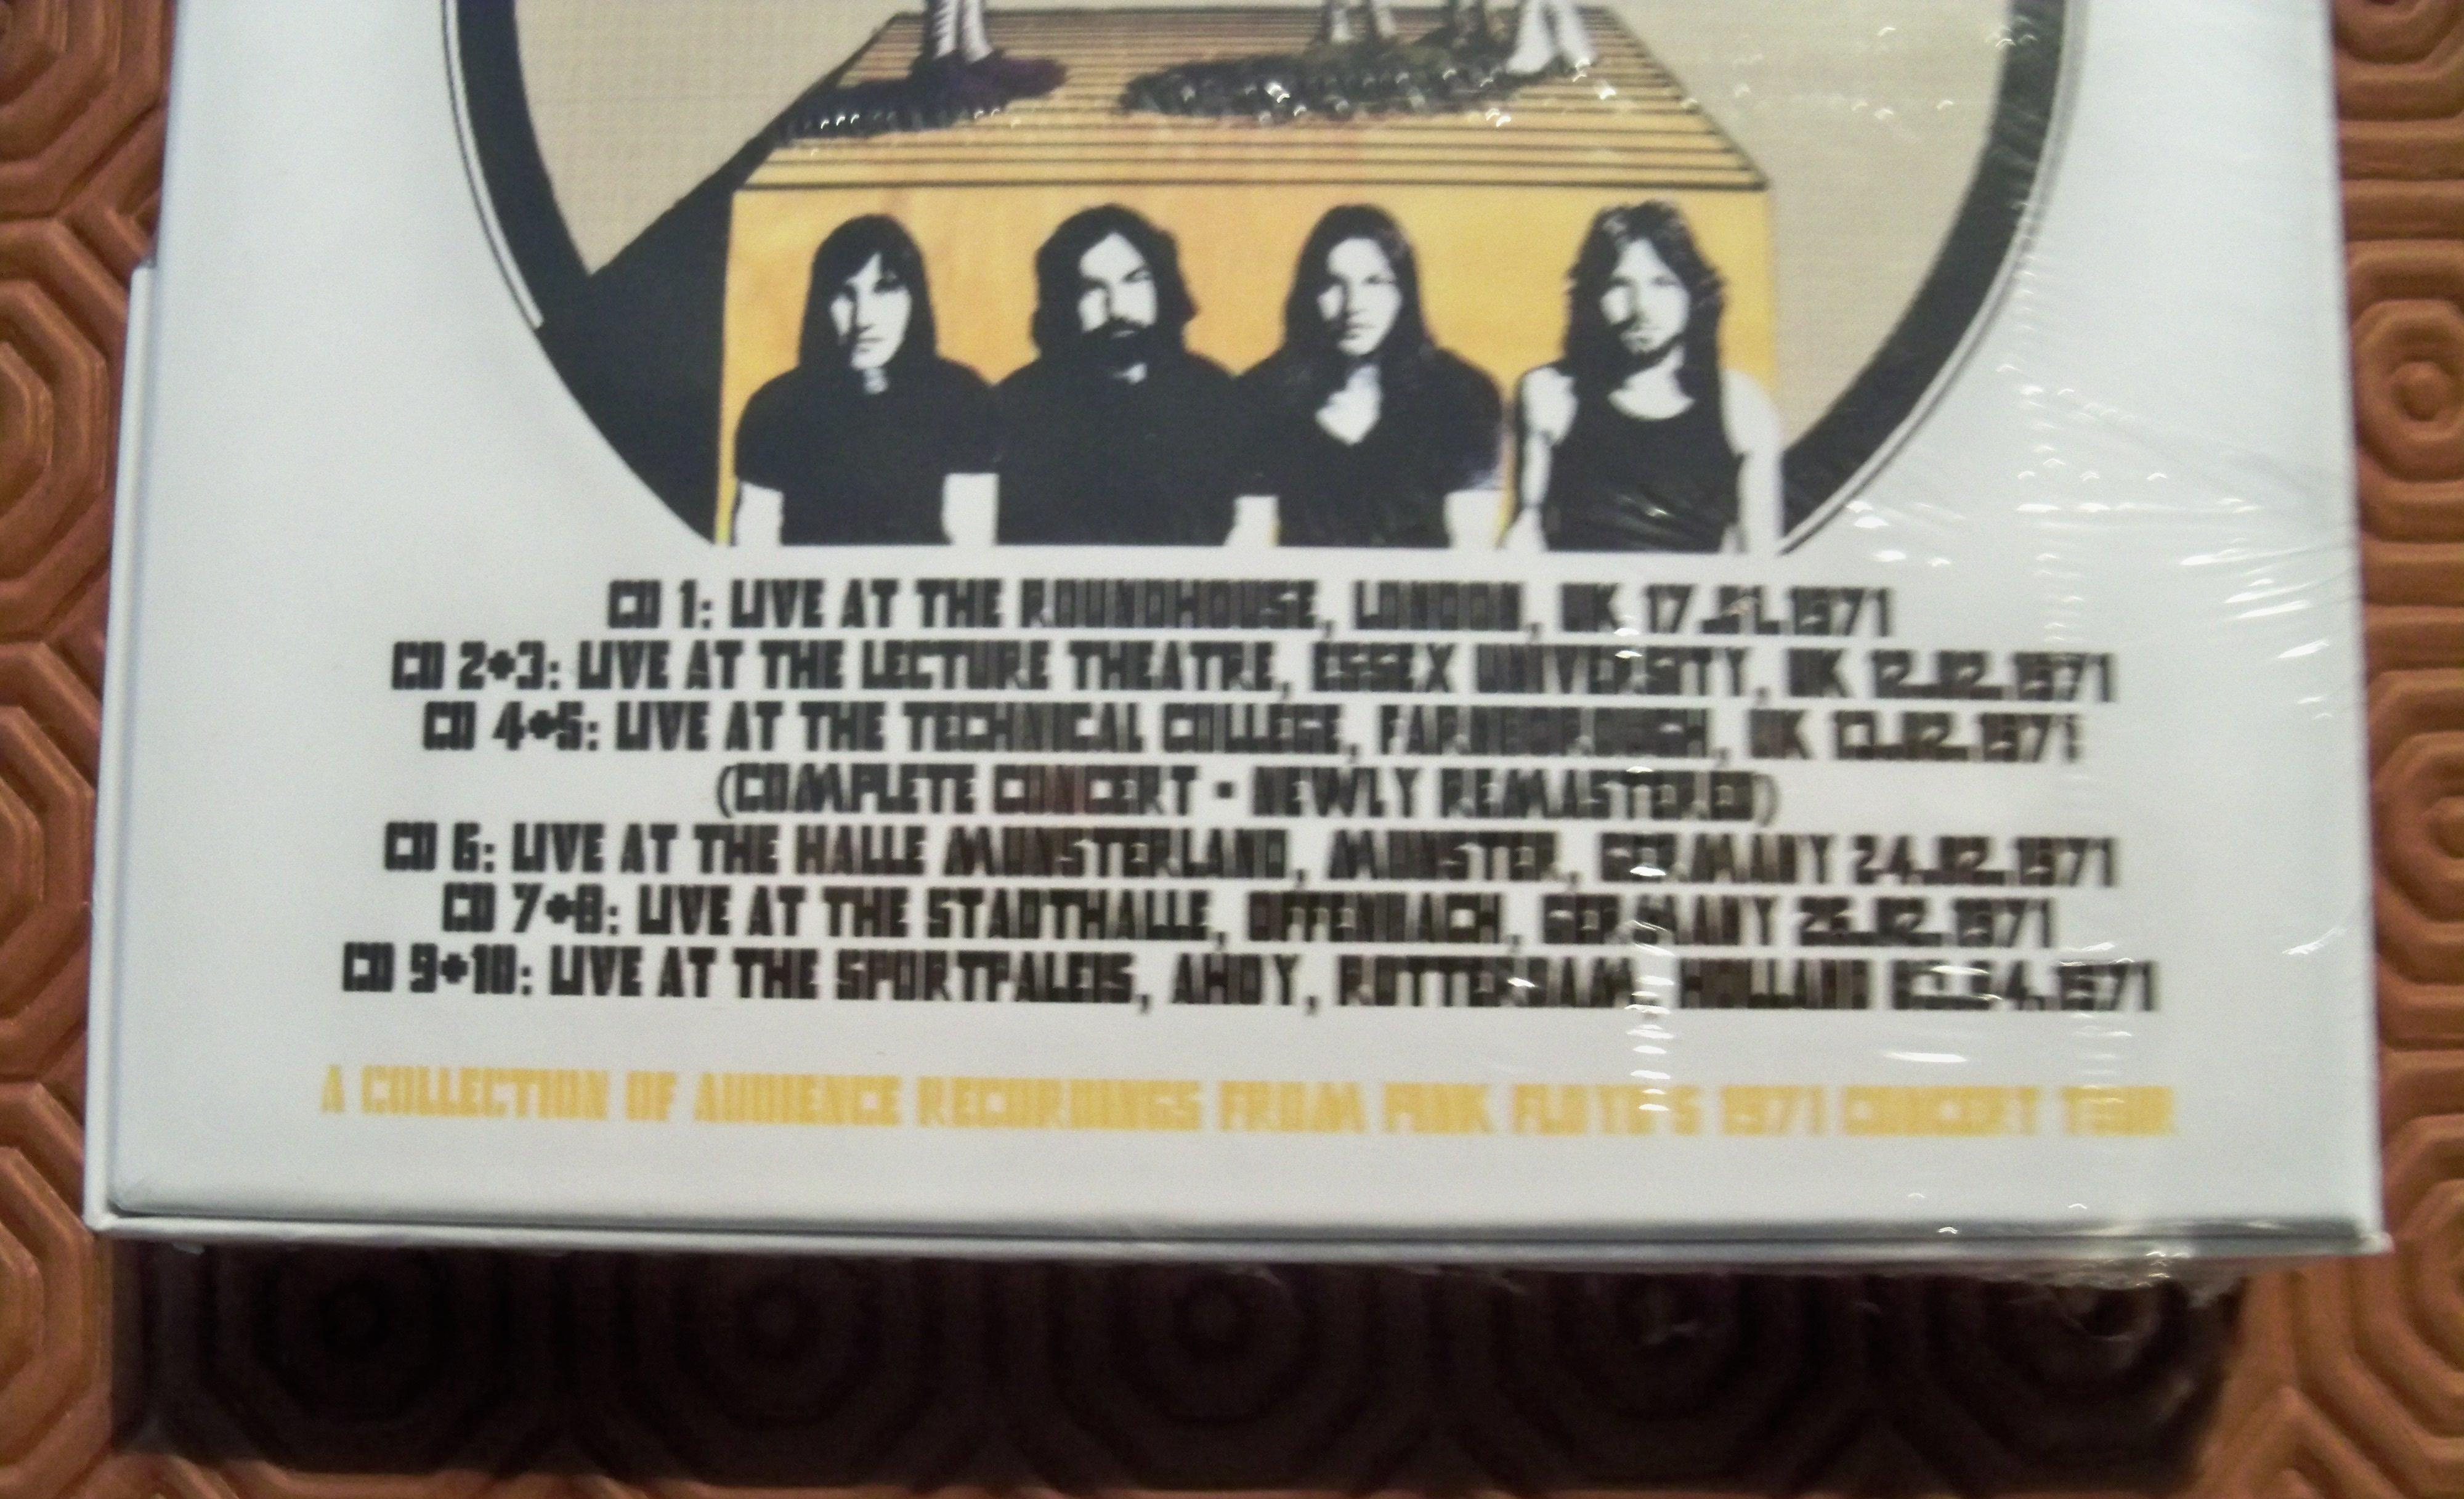 CD 1: LIVE AT THE ROUNDHOUSE, LONDON, UK 17.01.1971
CD 2+3: LIVE AT THE LECTURE THEATRE, ESSEX UNIVERSITY, UK 12.02.1971
CD 4+5: LIVE AT THE TECHNICAL COLLEGE, FARNBOROUGH, UK 13.02.1971
(COMPLETE CONCERT - NEWLY REMASTERED)
CD 6: LIVE AT THE HALLE MUNSTERLAND, MUNSTER, GERMANY 24.02.1971
CD 7+8: LIVE AT THE STADTHALLE, OFFENBACH, GERMANY 26.02.1971
CD 9+10: LIVE AT THE SPORTPALEIS, AHOY, ROTTERDAM, HOLLAND
A COLLECTION OF AUDIENCE RECORDINGS FROM PINK FLOYD'S 1971 CONCERT TOUR